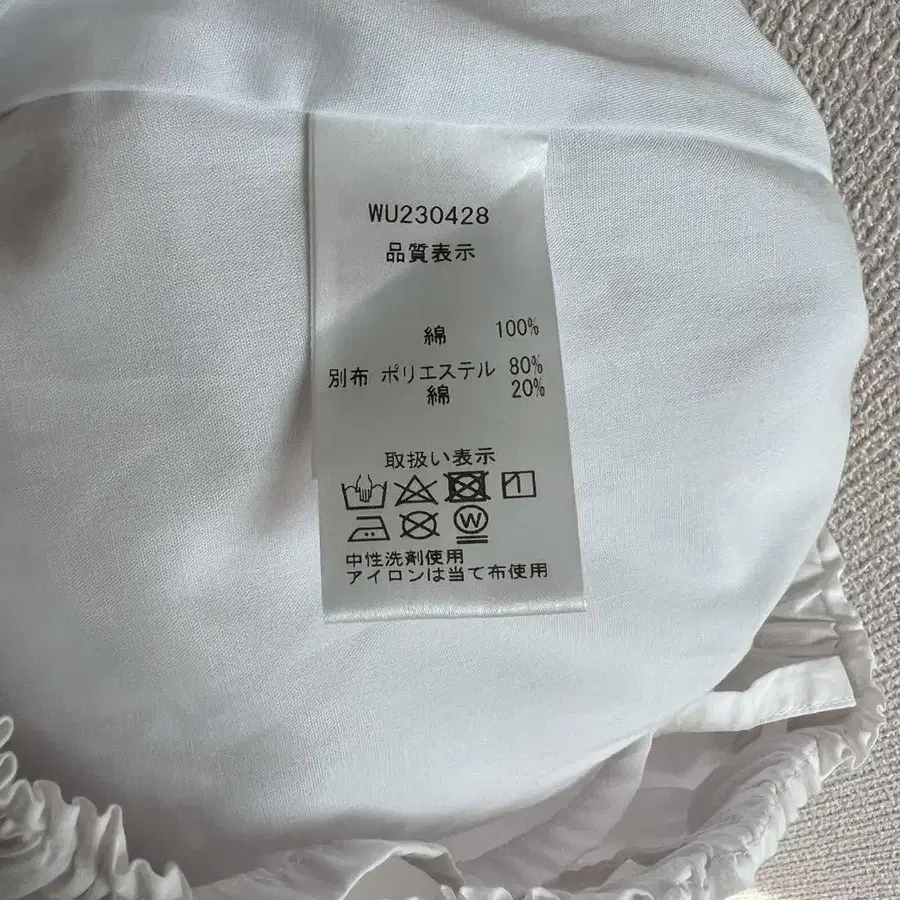 WU230428
品質表示
綿 100%
別布 ポリエステル 80%
綿 20%
取扱い表示
W
中性洗剤使用
アイロンは当て布使用